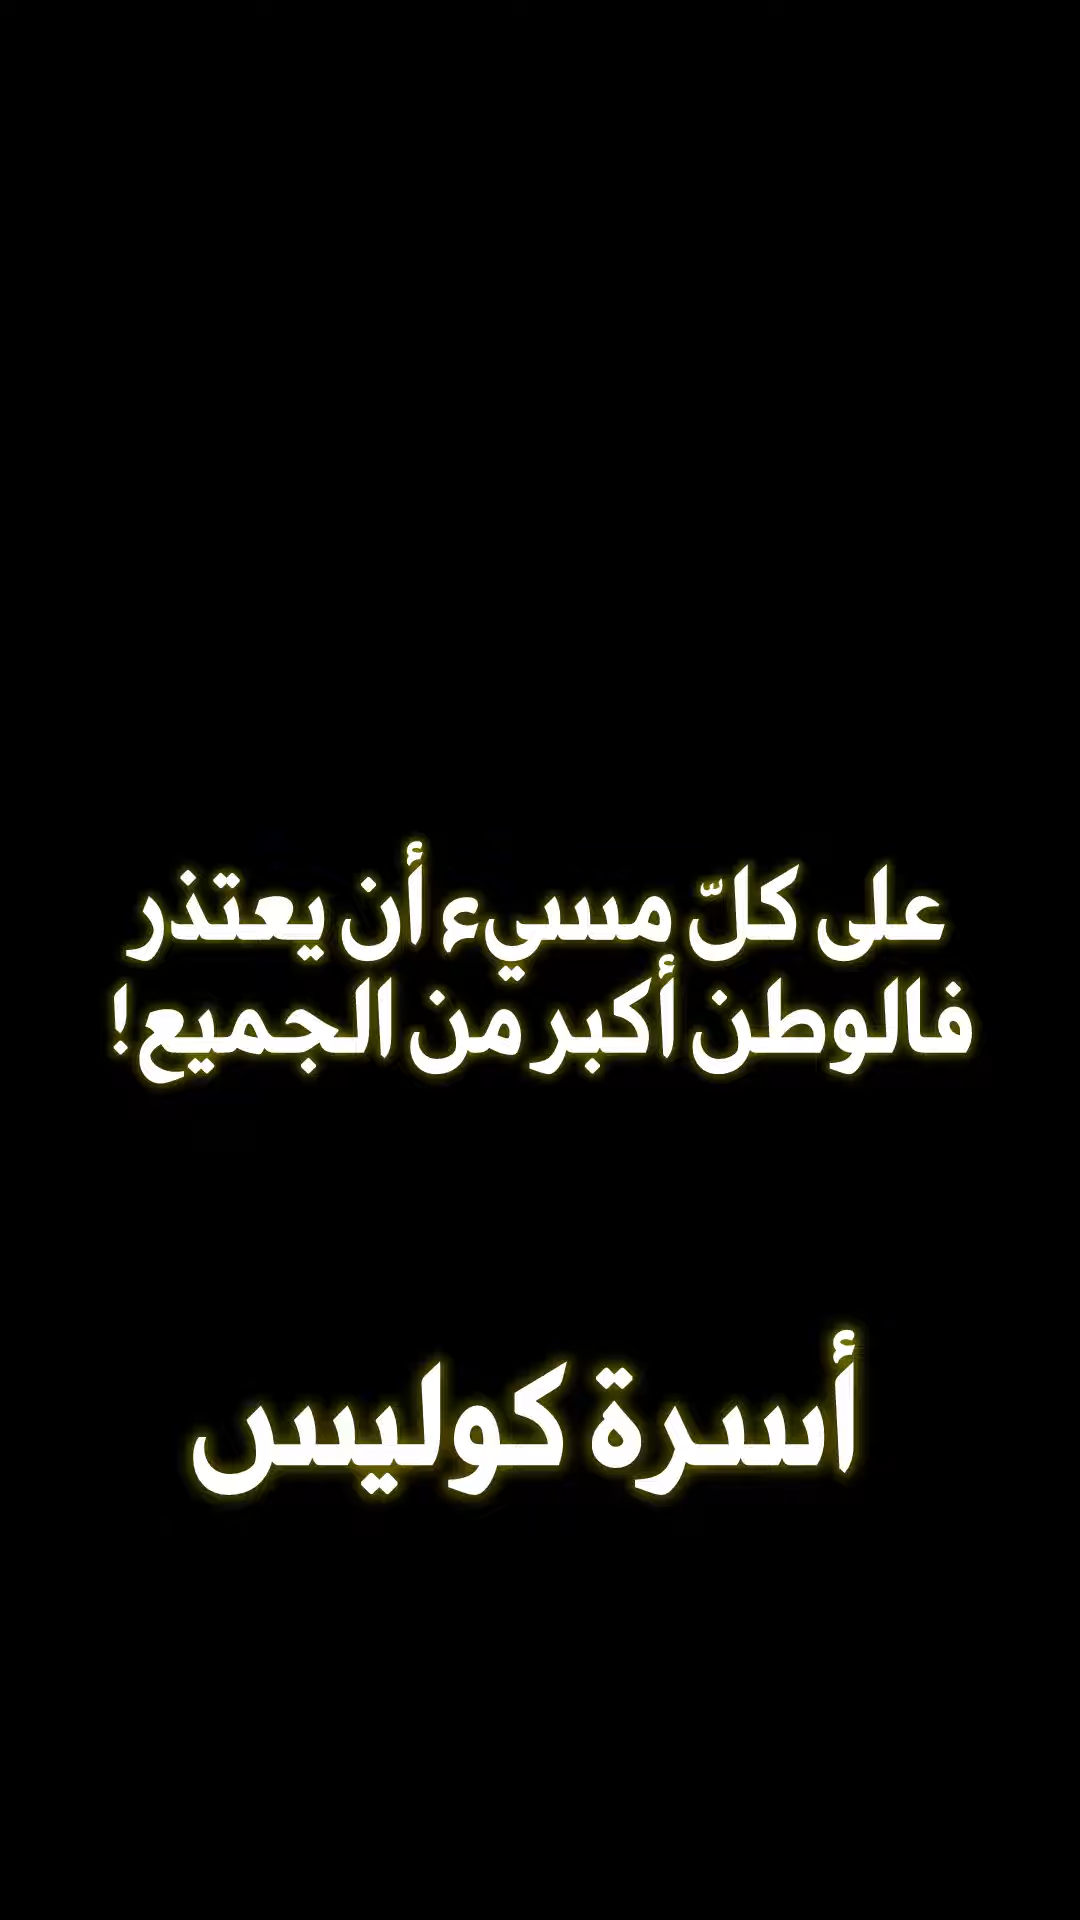 على كلّ مسيء أن يعتذر
فالوطن أكبر من الجميع!
أسرة كوليس